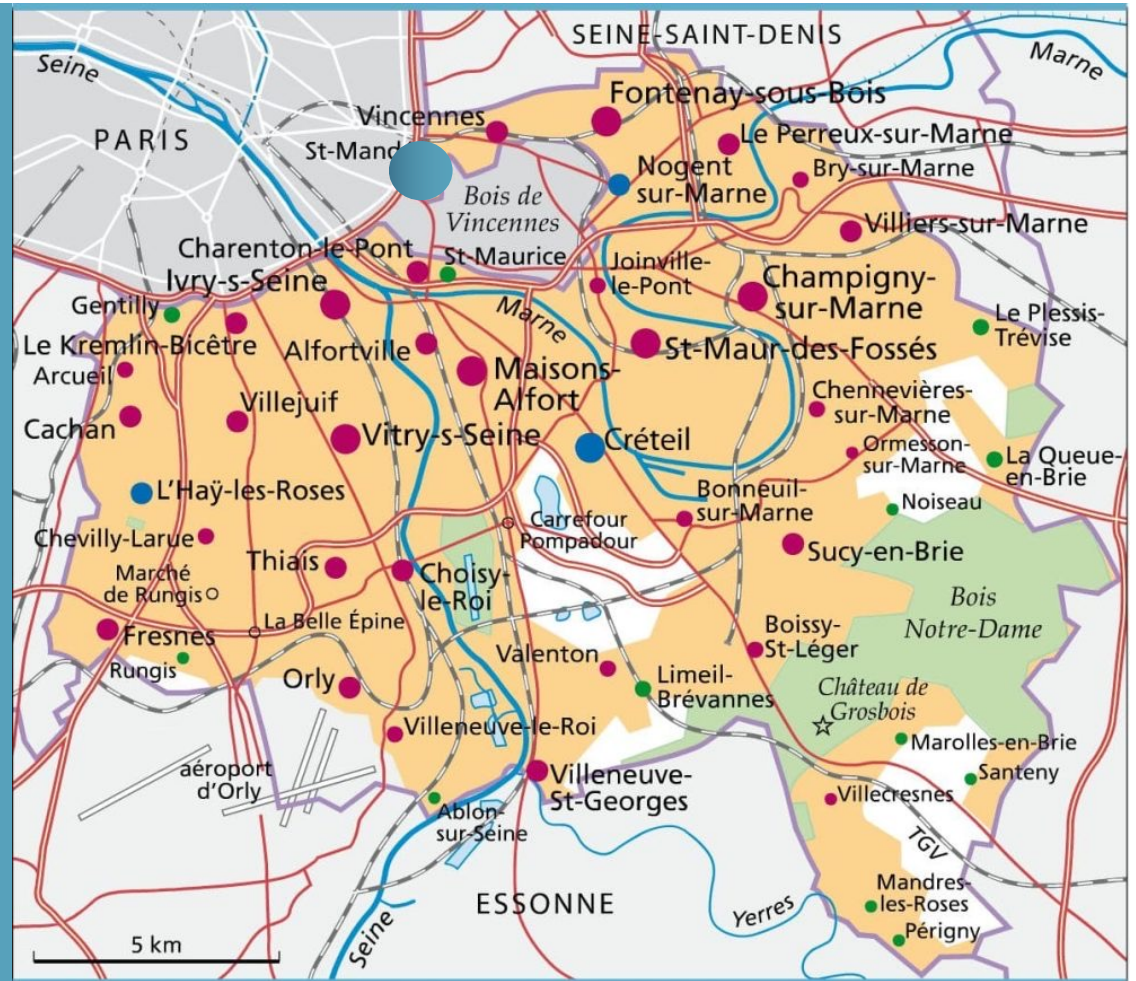 SEINE-SAINT-DENIS
Marne
Seine
PARIS
Vincennes
Fontenay-sous-Bois
Le Perreux-sur-Marne
St-Mand
Bois de
Vincennes
Nogent
sur-Marne
Bry-sur-Marne
Villiers-sur-Marne
Charenton-le-Pont
St-Maurice
Joinville-
le-Pont
Ivry-s-Seine
Champigny-
sur-Marne
Gentilly
Marne
Le Plessis-
Trévise
Le Kremlin-Bicêtre
Alfortville
St-Maur-des-Fossés
Arcueil
Maisons-
Alfort
Cachan
Villejuif
Chennevières-
sur-Marne
Vitry-s-Seine
Créteil
Ormesson-
sur-Marne
La Queue-
en-Brie
L'Haÿ-les-Roses
Bonneuil-
sur-Marne
Noiseau
Chevilly-Larue
Carrefour
Pompadour
Thiais
Choisy-
le-Roi
Sucy-en-Brie
Marché
de Rungis
Bois
Notre-Dame
La Belle Épine
Fresnes
Boissy-
St-Léger
Rungis
Valenton
Limeil-
Brévannes
Orly
Château de
Grosbois
Villeneuve-le-Roi
Marolles-en-Brie
aéroport
d'Orly
Villeneuve-
St-Georges
Santeny
Villecresnes
Ablon-
sur-Seine
TGV
Mandres-
les-Roses
ESSONNE
Yerres
Périgny
Seine
5 km